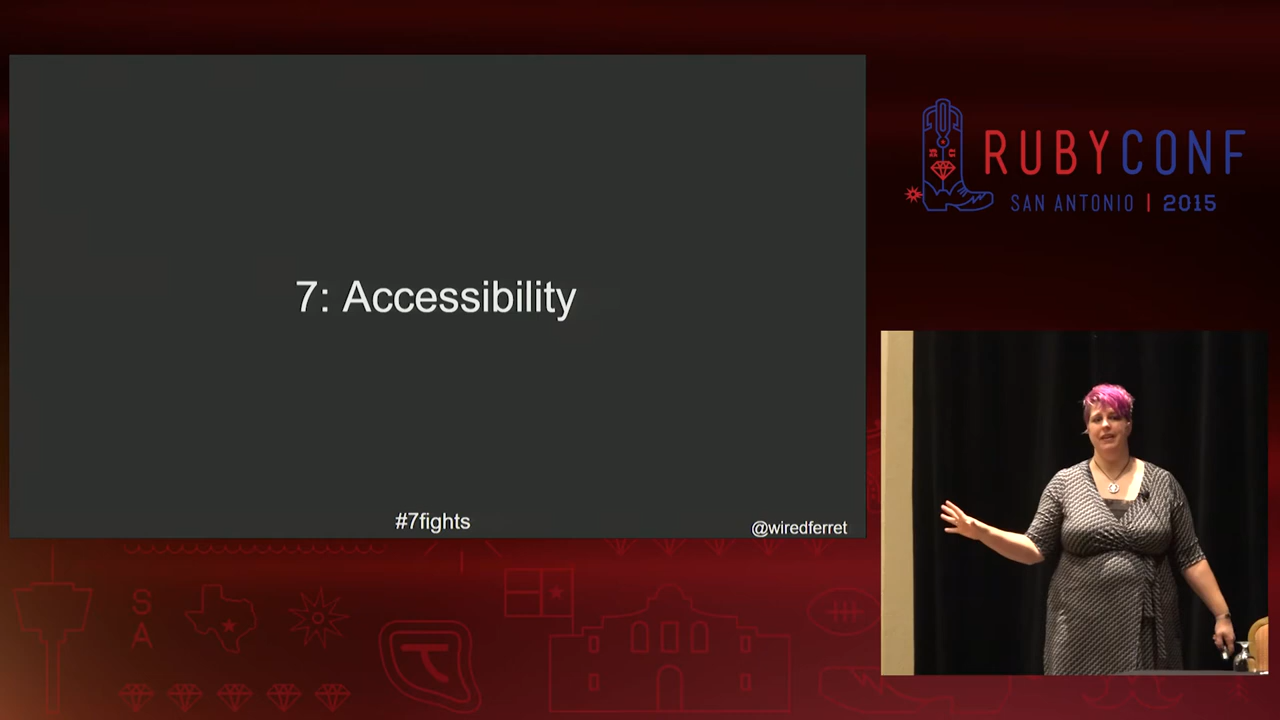 7: Accessibility
#7fights
@wiredferret
RUBYCONF
SAN ANTONIO | 2015
S
A